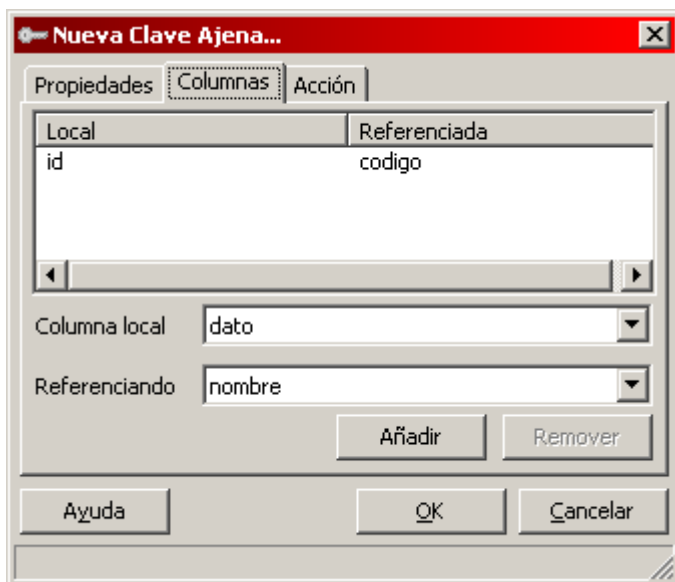 Nueva Clave Ajena...
Propiedades Columnas Acción
Local Referenciada
id codigo
Columna local dato
Referenciando nombre
Añadir Remover
Ayuda OK Cancelar